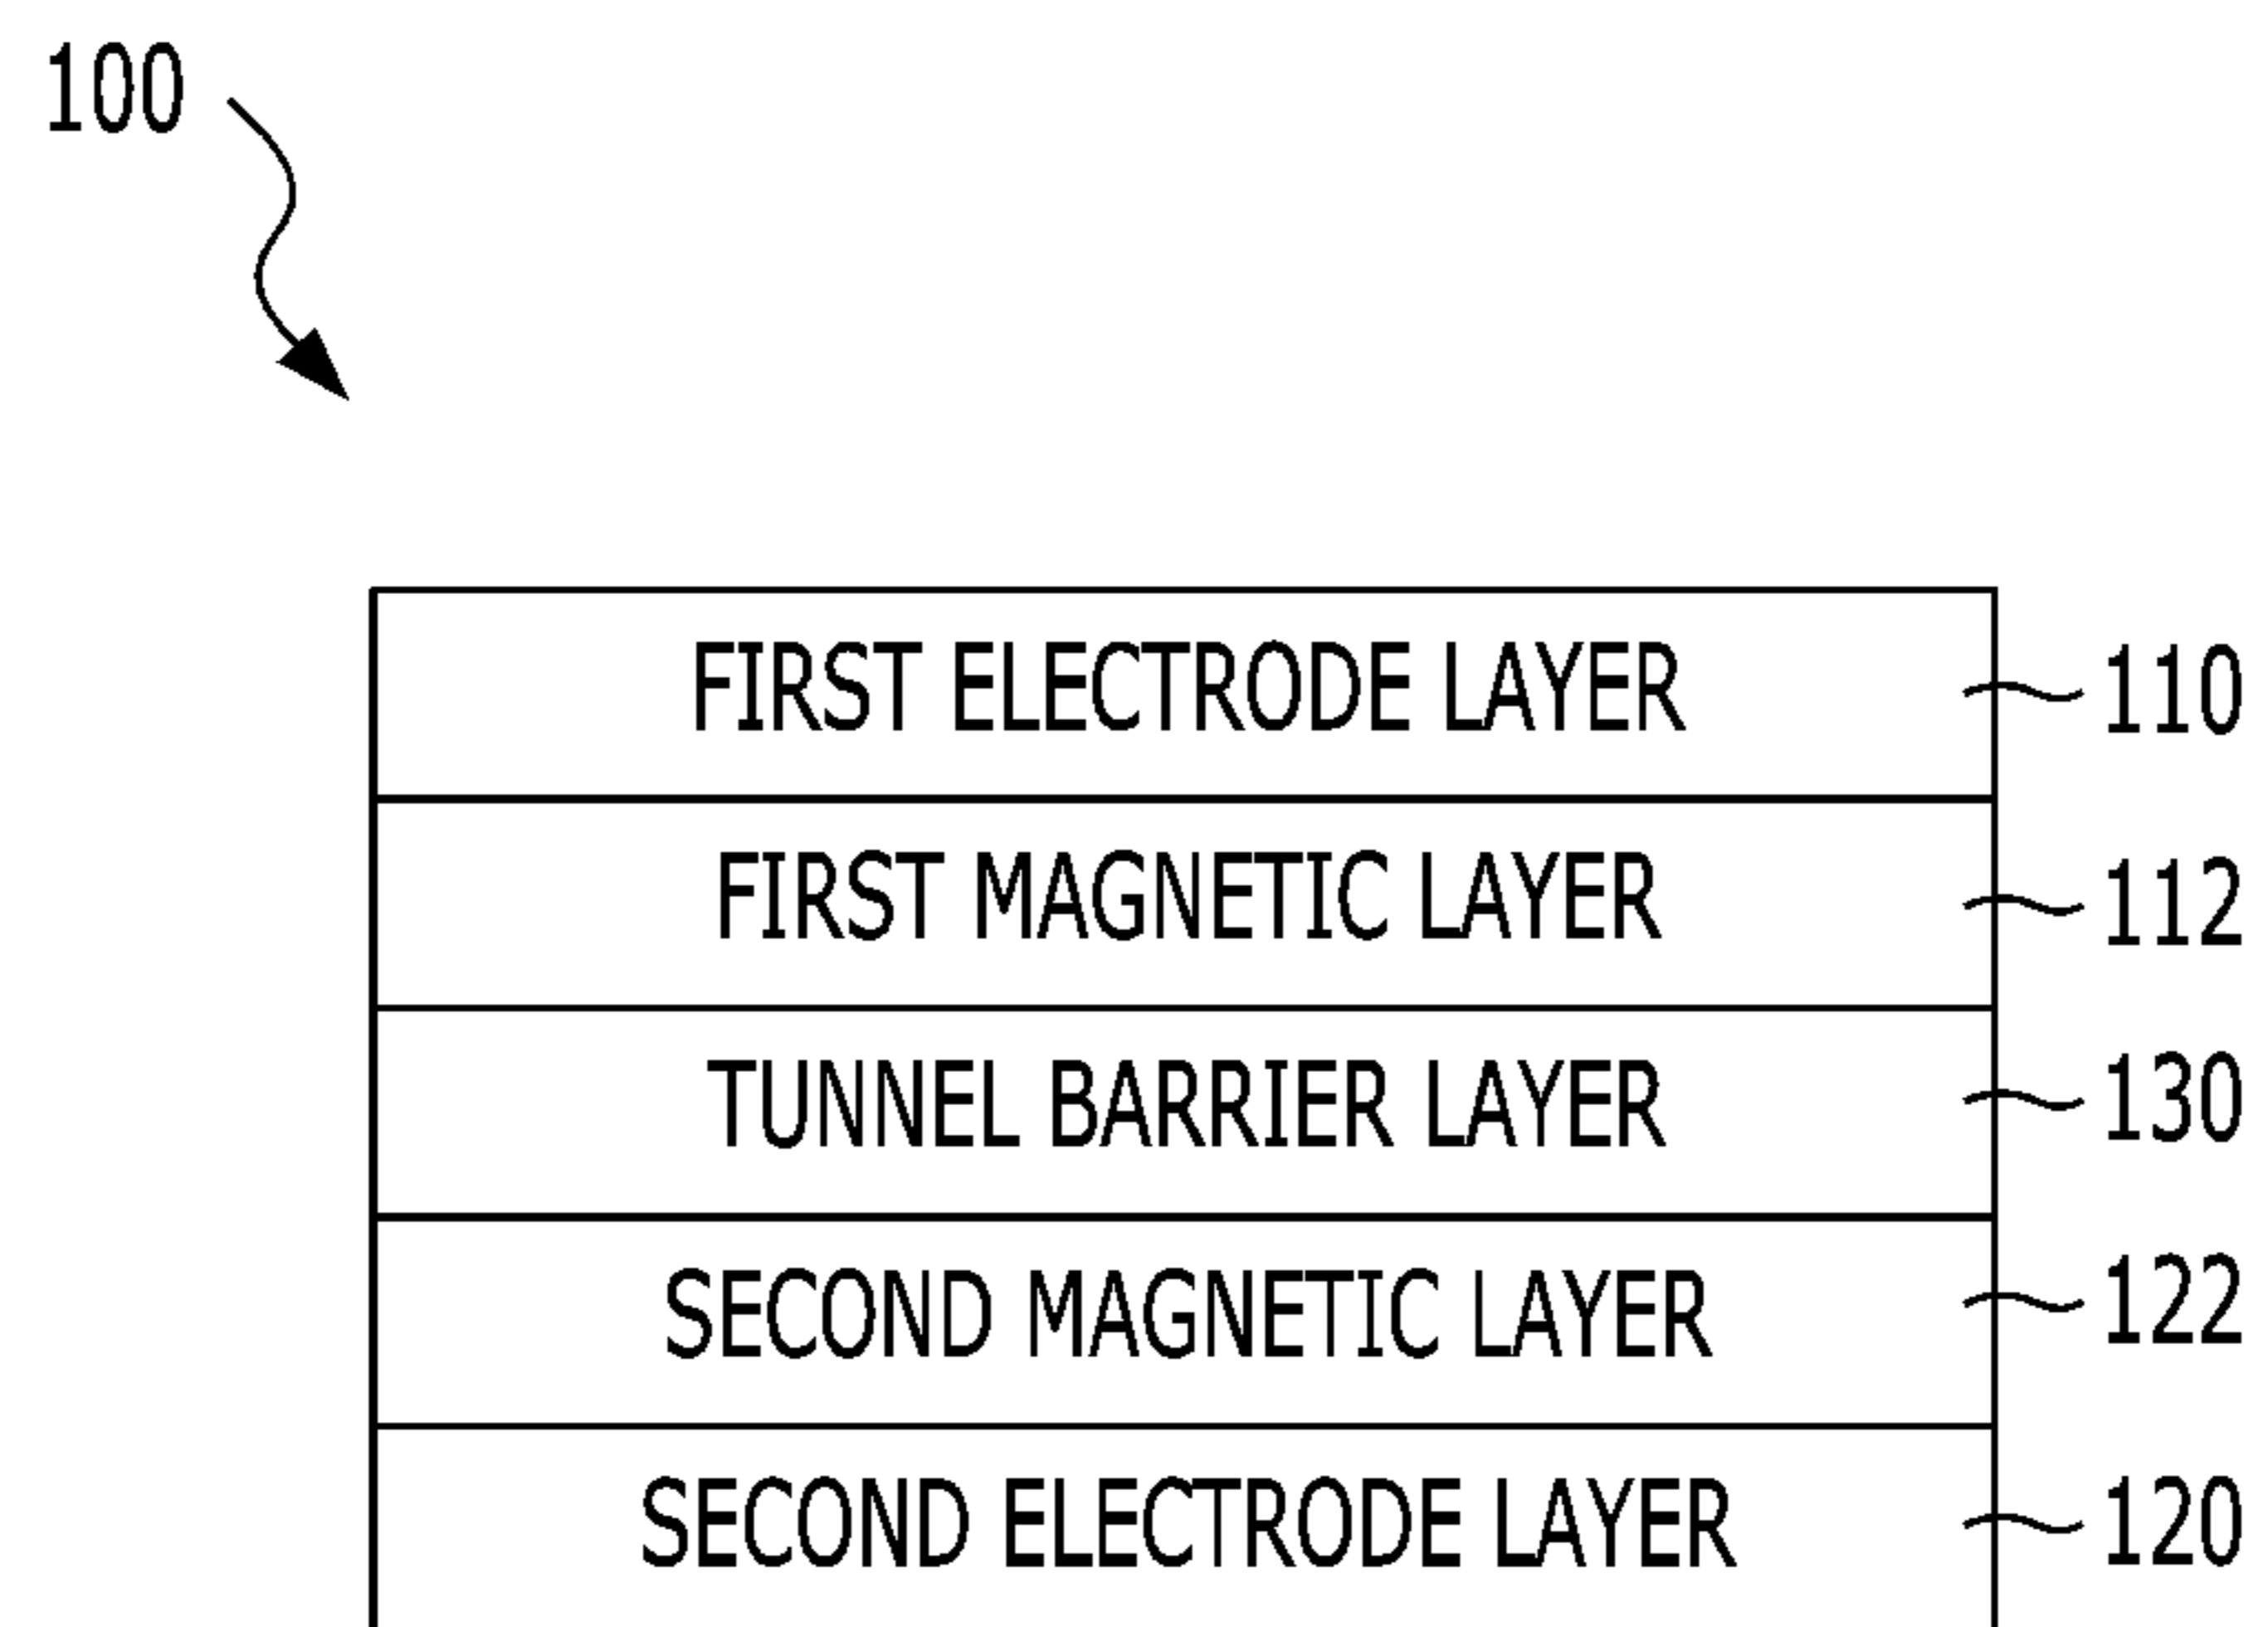 100
FIRST ELECTRODE LAYER 110
FIRST MAGNETIC LAYER 112
TUNNEL BARRIER LAYER 130
SECOND MAGNETIC LAYER 122
SECOND ELECTRODE LAYER 120